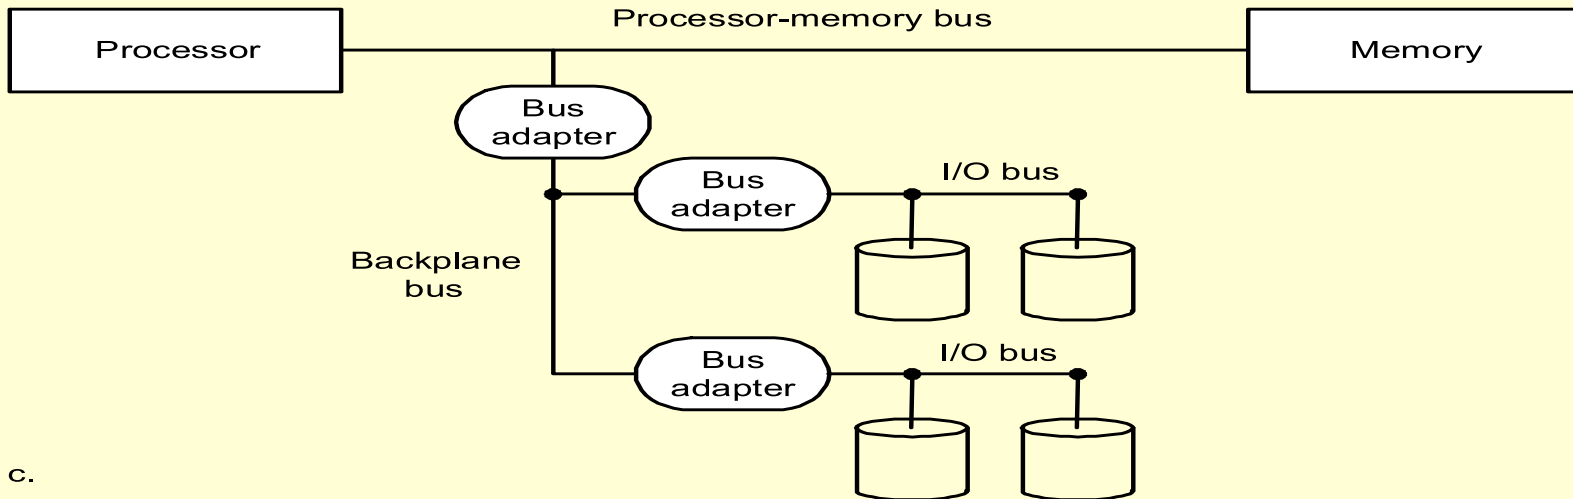 Processor-memory bus
Processor
Memory
Bus
adapter
I/O bus
Bus
adapter
Backplane
bus
I/O bus
Bus
adapter
c.